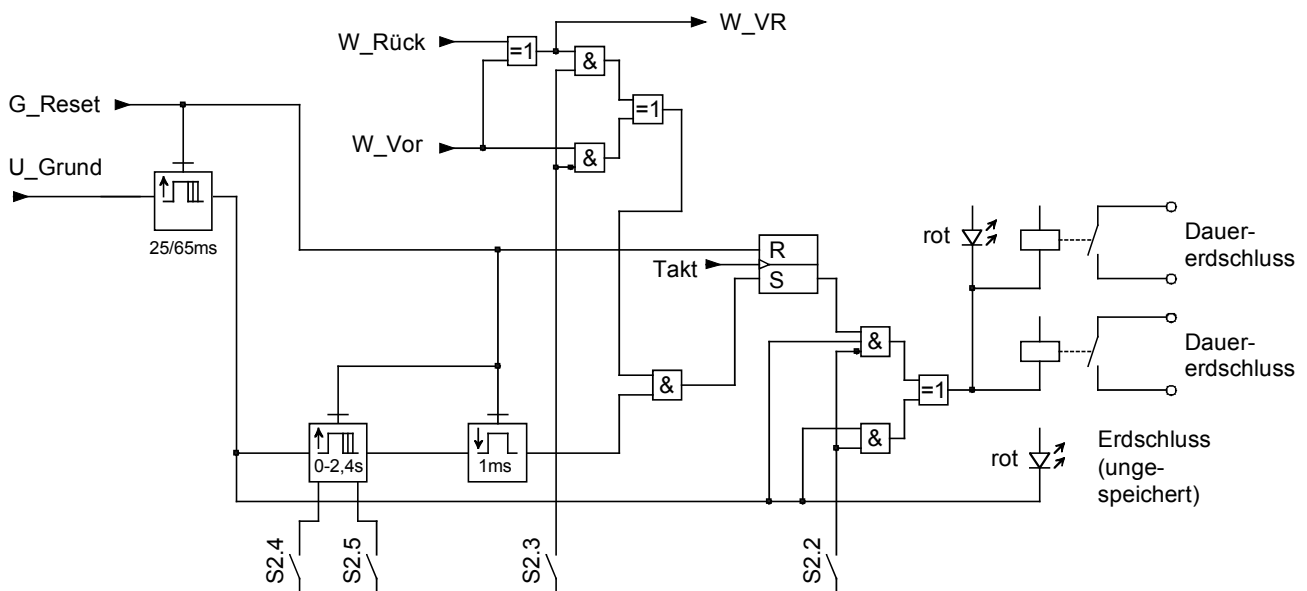 W_VR
W_Rück
=1
&
G_Reset
=1
W_Vor
&
U_Grund
25/65ms
rot
Dauer-
erdschluss
R
Takt
S
&
Dauer-
erdschluss
&
=1
&
0-2,4s
1ms
rot
Erdschluss
(unge-
speichert)
S2.4
S2.5
S2.3
S2.2